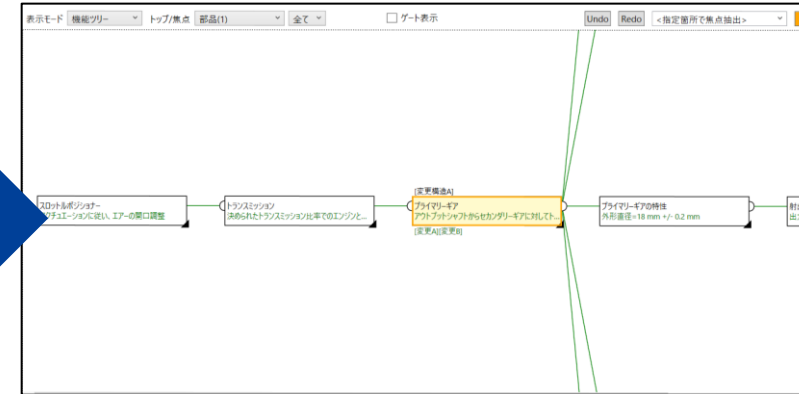 表示モード 機能ツリー トップ/焦点 部品(1) 全て ゲート表示 Undo Redo <指定箇所で焦点抽出>
[変更構造A]
スロットルポジショナー トランスミッション プライマリーギア プライマリーギアの特性
クチュエーションに従い、エアーの開口調整 決められたトランスミッション比率でのエンジンと... アウトプットシャフトからセカンダリーギアに対してト... 外形直径=18 mm +/- 0.2 mm
[変更A][変更B]